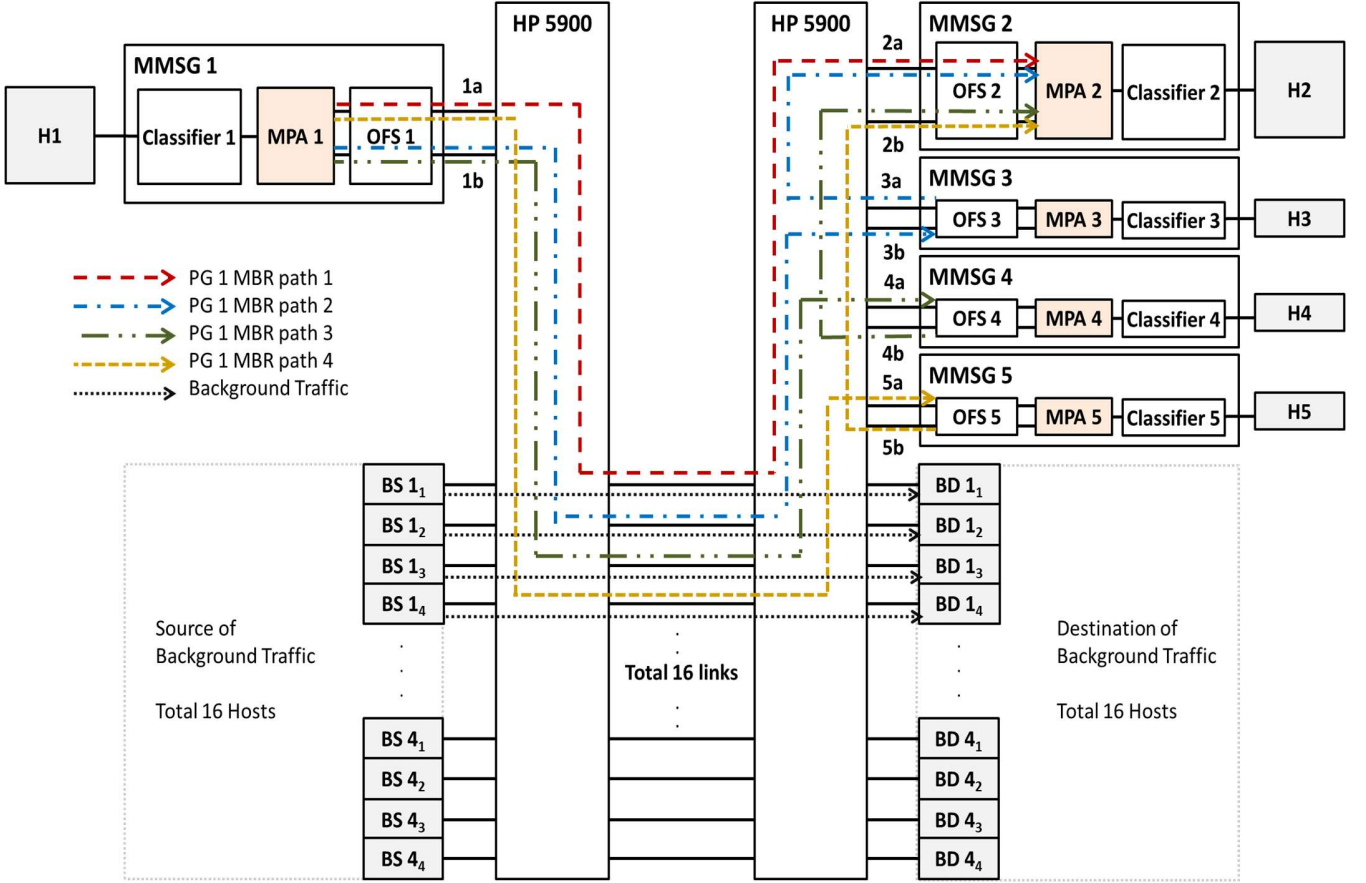 HP 5900
HP 5900
MMSG 1
H1
Classifier 1
MPA 1
OFS 1
1a
1b
2a
2b
MMSG 2
OFS 2
MPA 2
Classifier 2
H2
3a
3b
MMSG 3
OFS 3
MPA 3
Classifier 3
H3
4a
4b
MMSG 4
OFS 4
MPA 4
Classifier 4
H4
5a
5b
MMSG 5
OFS 5
MPA 5
Classifier 5
H5
PG 1 MBR path 1
PG 1 MBR path 2
PG 1 MBR path 3
PG 1 MBR path 4
Background Traffic
Source of
Background Traffic
Total 16 Hosts
BS 1₁
BS 1₂
BS 1₃
BS 1₄
BS 4₁
BS 4₂
BS 4₃
BS 4₄
Total 16 links
BD 1₁
BD 1₂
BD 1₃
BD 1₄
BD 4₁
BD 4₂
BD 4₃
BD 4₄
Destination of
Background Traffic
Total 16 Hosts